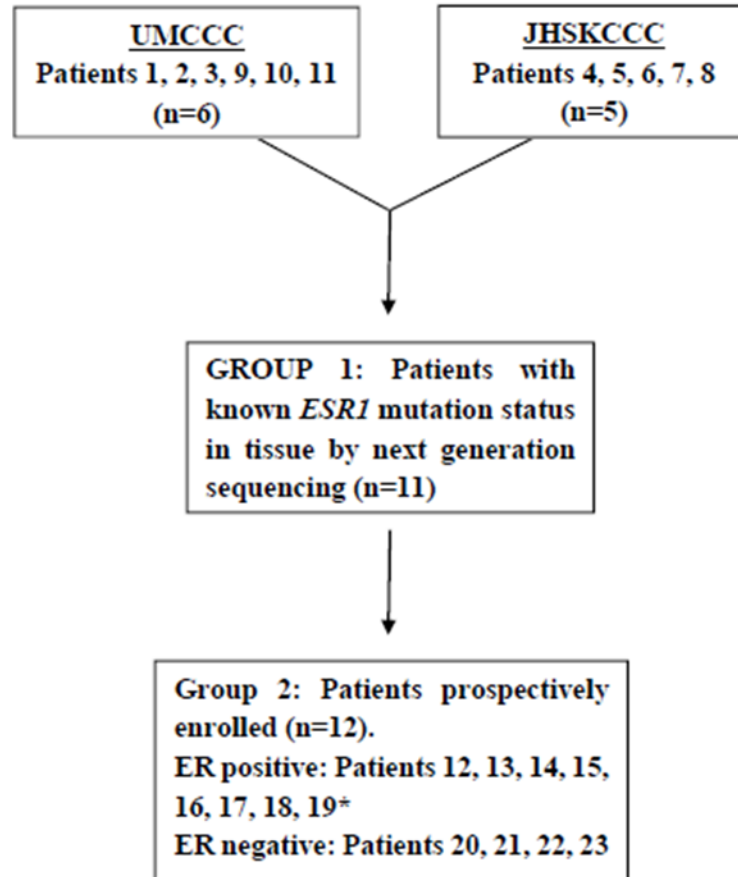 UMCCC
Patients 1, 2, 3, 9, 10, 11
(n=6)
JHSKCCC
Patients 4, 5, 6, 7, 8
(n=5)
GROUP 1: Patients with
known ESR1 mutation status
in tissue by next generation
sequencing (n=11)
Group 2: Patients prospectively
enrolled (n=12).
ER positive: Patients 12, 13, 14, 15,
16, 17, 18, 19*
ER negative: Patients 20, 21, 22, 23